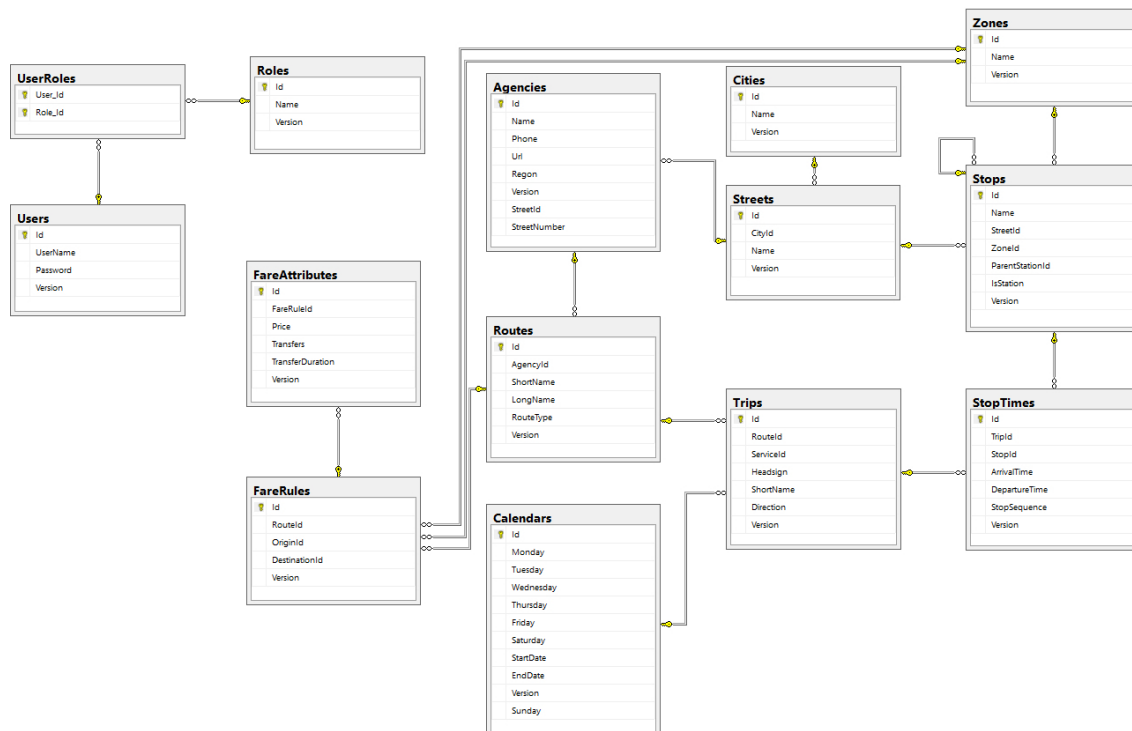 UserRoles
User_Id
Role_Id
Roles
Id
Name
Version
Users
Id
UserName
Password
Version
FareAttributes
Id
FareRuleId
Price
Transfers
TransferDuration
Version
FareRules
Id
RouteId
OriginId
DestinationId
Version
Agencies
Id
Name
Phone
Url
Regon
Version
StreetId
StreetNumber
Routes
Id
AgencyId
ShortName
LongName
RouteType
Version
Calendars
Id
Monday
Tuesday
Wednesday
Thursday
Friday
Saturday
StartDate
EndDate
Version
Sunday
Cities
Id
Name
Version
Streets
Id
CityId
Name
Version
Trips
Id
RouteId
ServiceId
Headsign
ShortName
Direction
Version
Zones
Id
Name
Version
Stops
Id
Name
StreetId
ZoneId
ParentStationId
IsStation
Version
StopTimes
Id
TripId
StopId
ArrivalTime
DepartureTime
StopSequence
Version